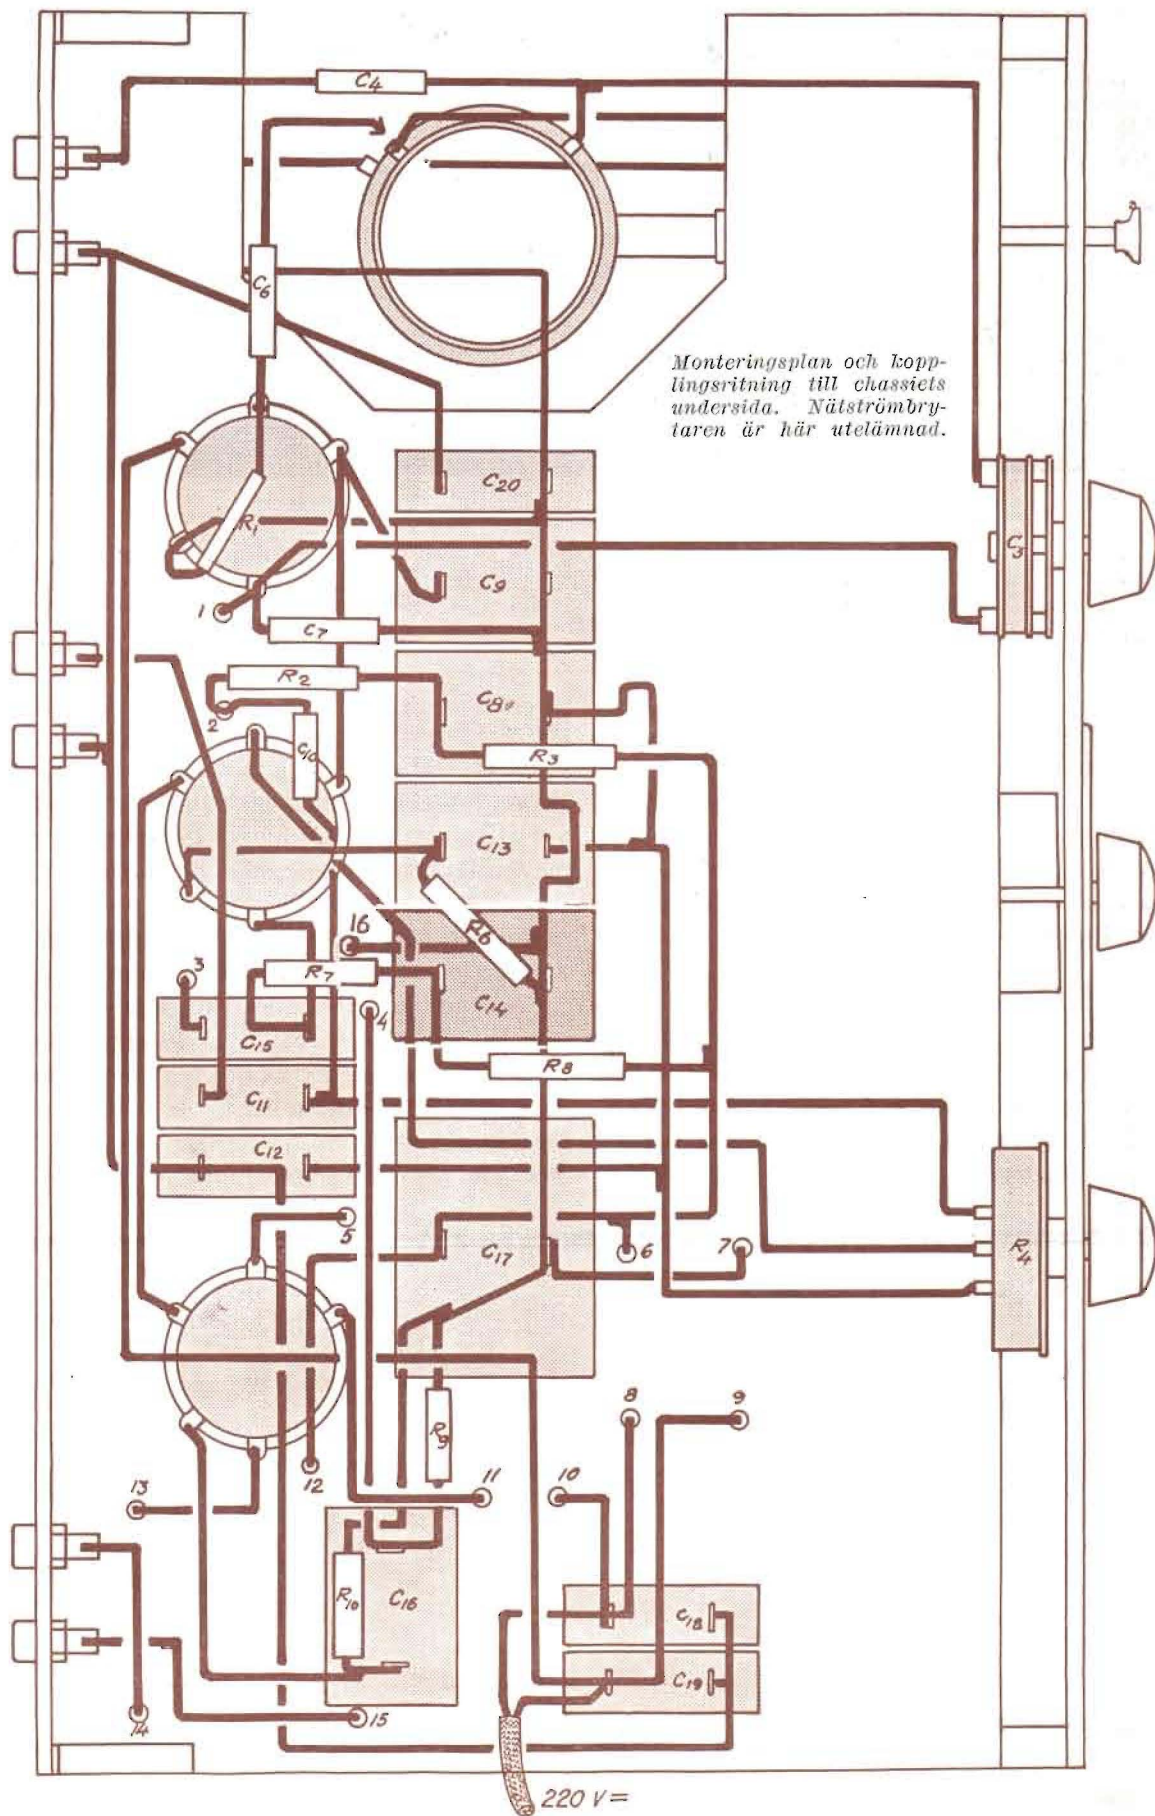 C4
C6
Monteringsplan och kopp-
lingsritning till chassiets
undersida. Nätströmbry-
taren är här utelämnad.
C20
R1
C3
C9
1
C7
R2
C8
2
C10
R3
C13
16
R6
3
R7
4
C14
C15
R8
C11
C12
5
6
7
C17
R4
8
9
R9
12
11
10
13
R10
C16
C18
C19
14
15
220 V =